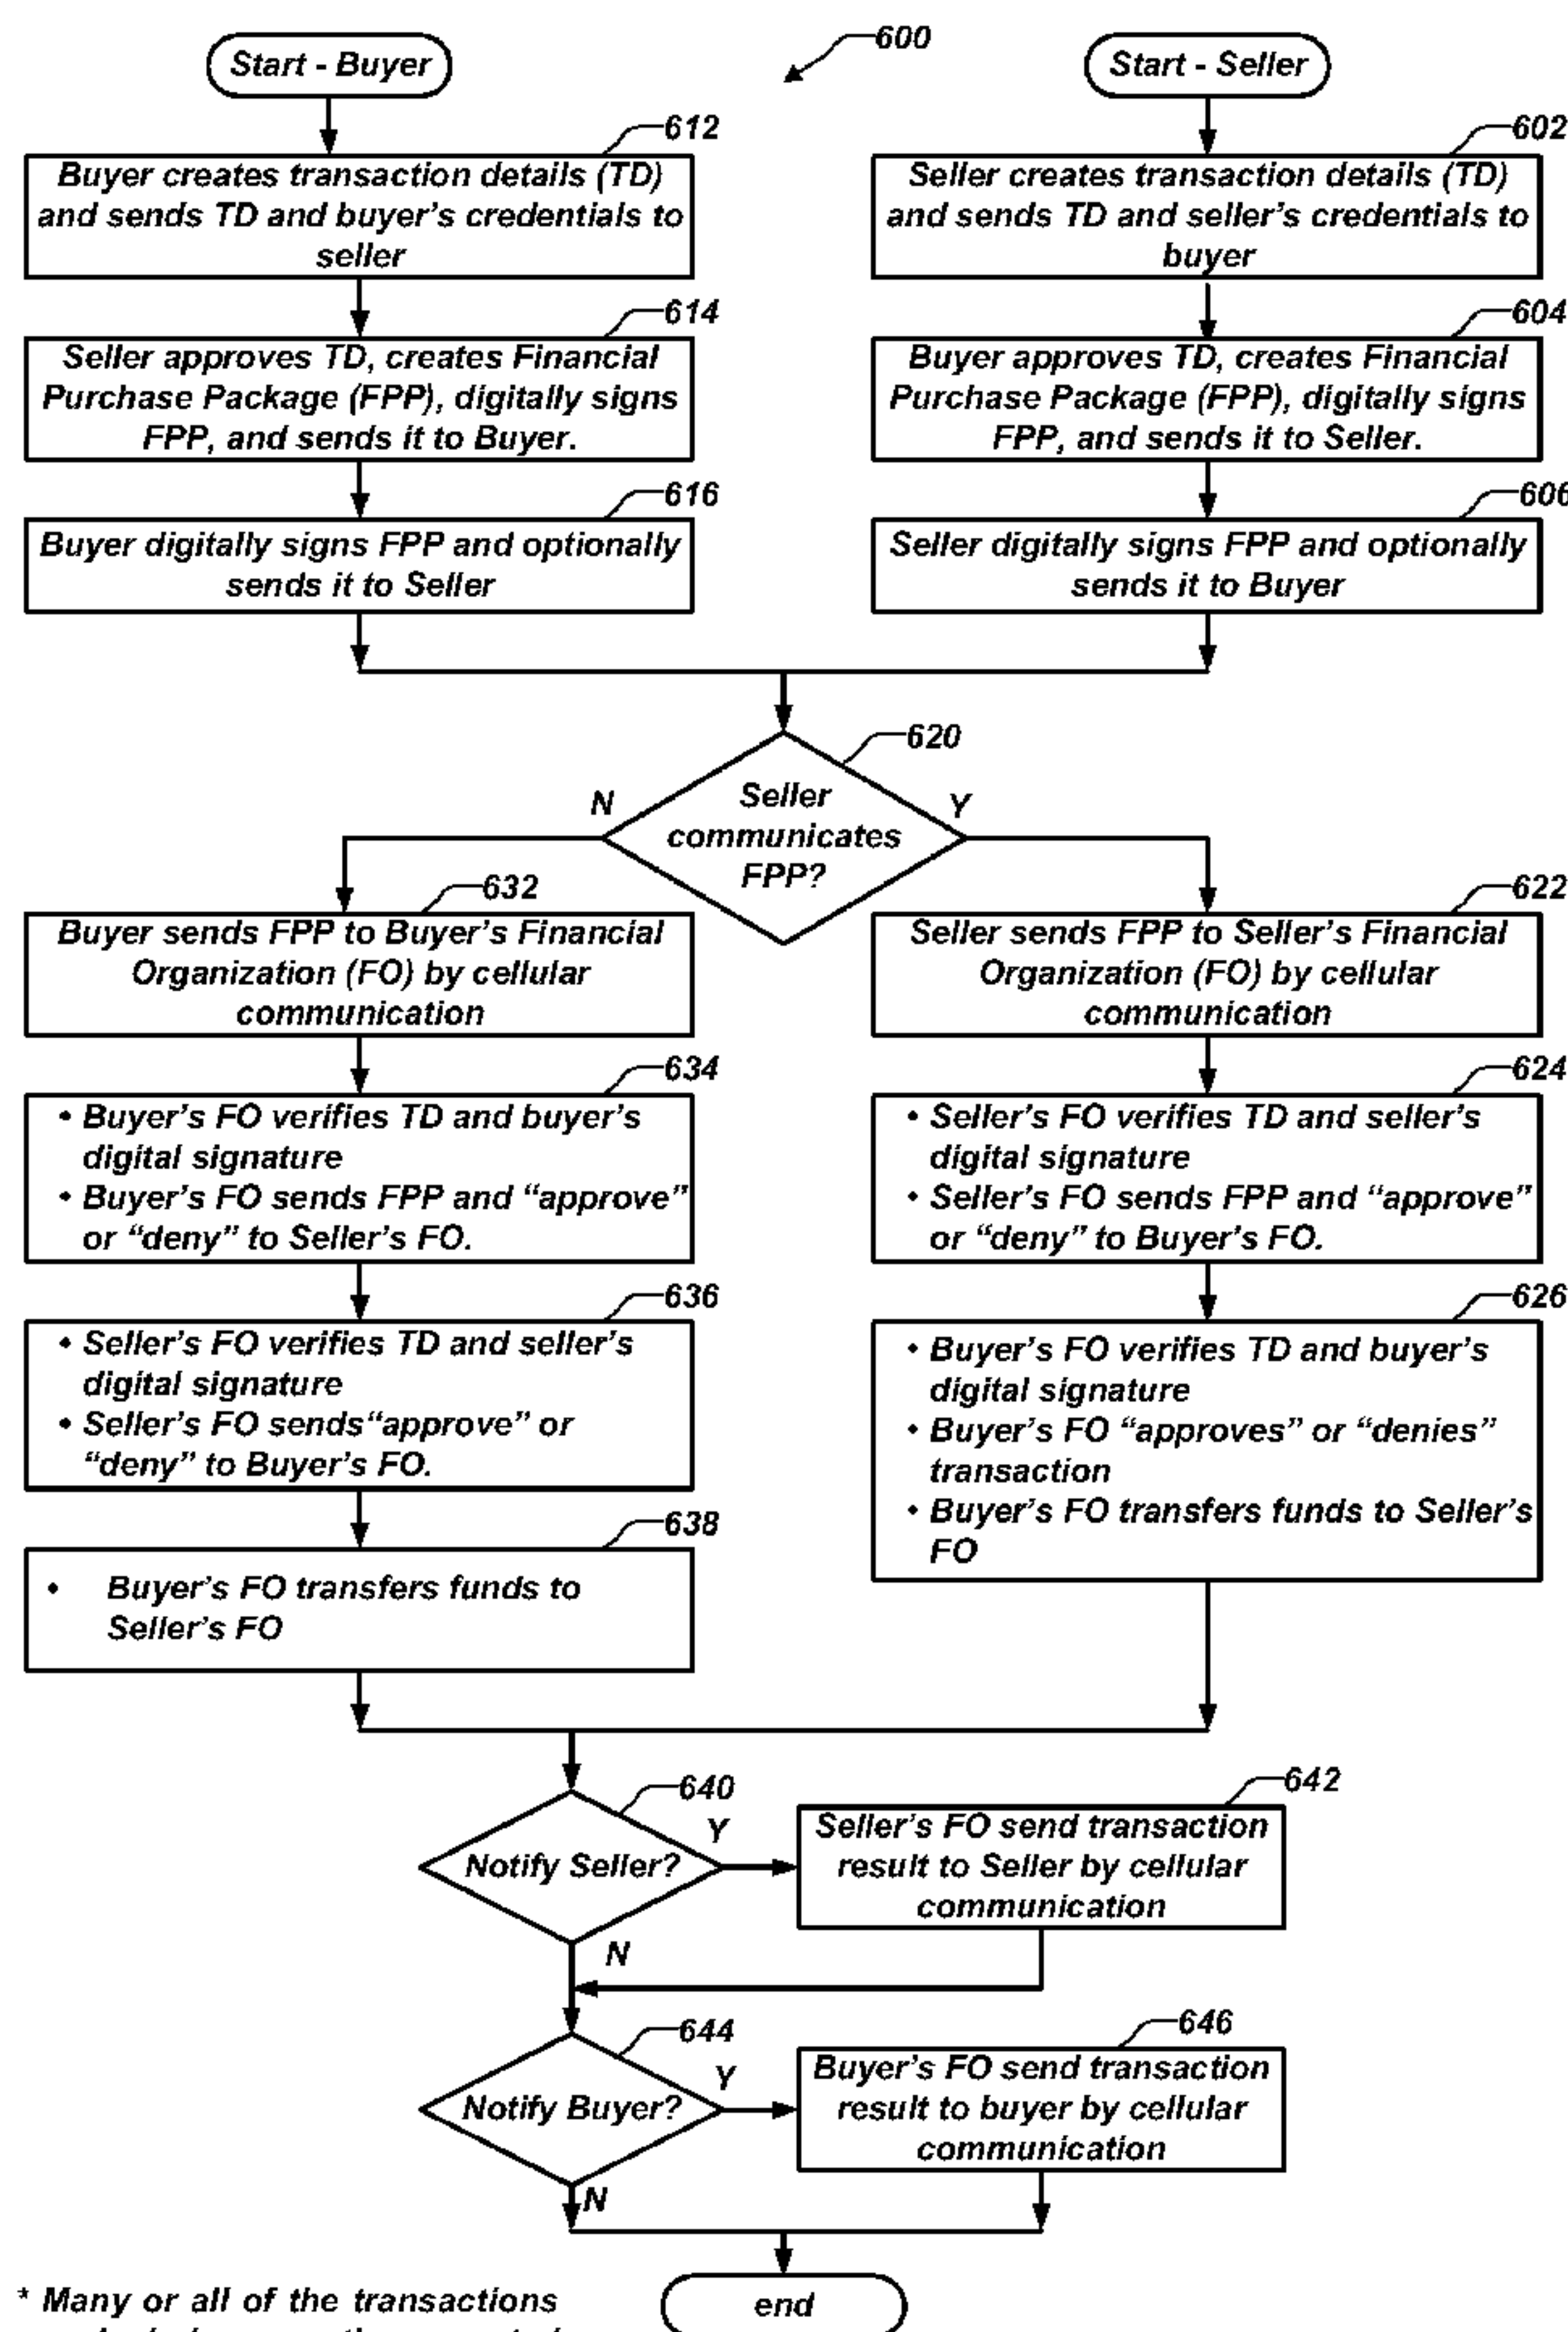 600
Start - Buyer
612
Buyer creates transaction details (TD)
and sends TD and buyer's credentials to
seller
614
Seller approves TD, creates Financial
Purchase Package (FPP), digitally signs
FPP, and sends it to Buyer.
616
Buyer digitally signs FPP and optionally
sends it to Seller
Start - Seller
602
Seller creates transaction details (TD)
and sends TD and seller's credentials to
buyer
604
Buyer approves TD, creates Financial
Purchase Package (FPP), digitally signs
FPP, and sends it to Seller.
606
Seller digitally signs FPP and optionally
sends it to Buyer
620
Seller
communicates
FPP?
N
Y
632
Buyer sends FPP to Buyer's Financial
Organization (FO) by cellular
communication
634
• Buyer's FO verifies TD and buyer's
digital signature
• Buyer's FO sends FPP and “approve”
or “deny” to Seller's FO.
636
• Seller's FO verifies TD and seller's
digital signature
• Seller's FO sends“approve” or
“deny” to Buyer's FO.
638
• Buyer's FO transfers funds to
Seller's FO
622
Seller sends FPP to Seller's Financial
Organization (FO) by cellular
communication
624
• Seller's FO verifies TD and seller's
digital signature
• Seller's FO sends FPP and “approve”
or “deny” to Buyer's FO.
626
• Buyer's FO verifies TD and buyer's
digital signature
• Buyer's FO “approves” or “denies”
transaction
• Buyer's FO transfers funds to Seller's
FO
640
Notify Seller?
Y
N
642
Seller's FO send transaction
result to Seller by cellular
communication
644
Notify Buyer?
Y
N
646
Buyer's FO send transaction
result to buyer by cellular
communication
end
* Many or all of the transactions